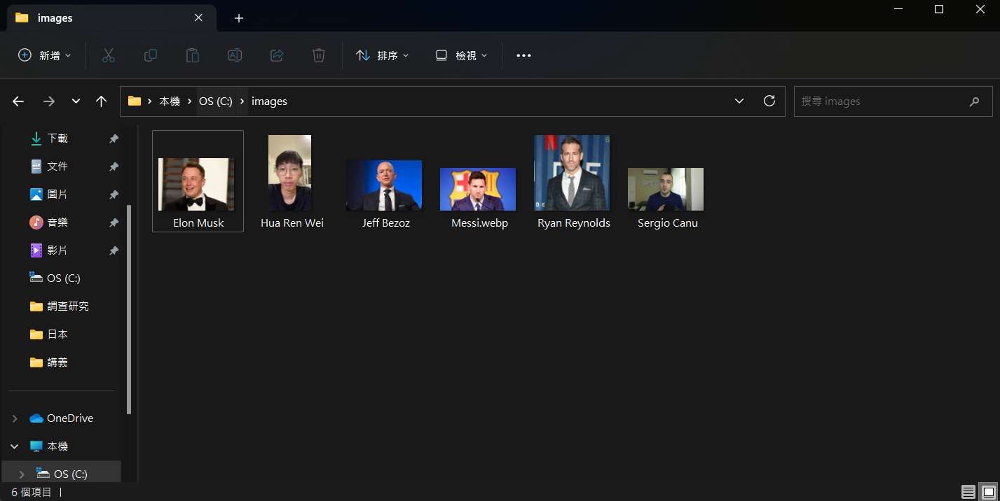 images
新增
排序
檢視
本機
OS (C:)
images
搜尋 images
下載
文件
圖片
音樂
影片
OS (C:)
調查研究
日本
講義
OneDrive
本機
OS (C:)
Elon Musk
Hua Ren Wei
Jeff Bezoz
Messi.webp
Ryan Reynolds
Sergio Canu
6 個項目